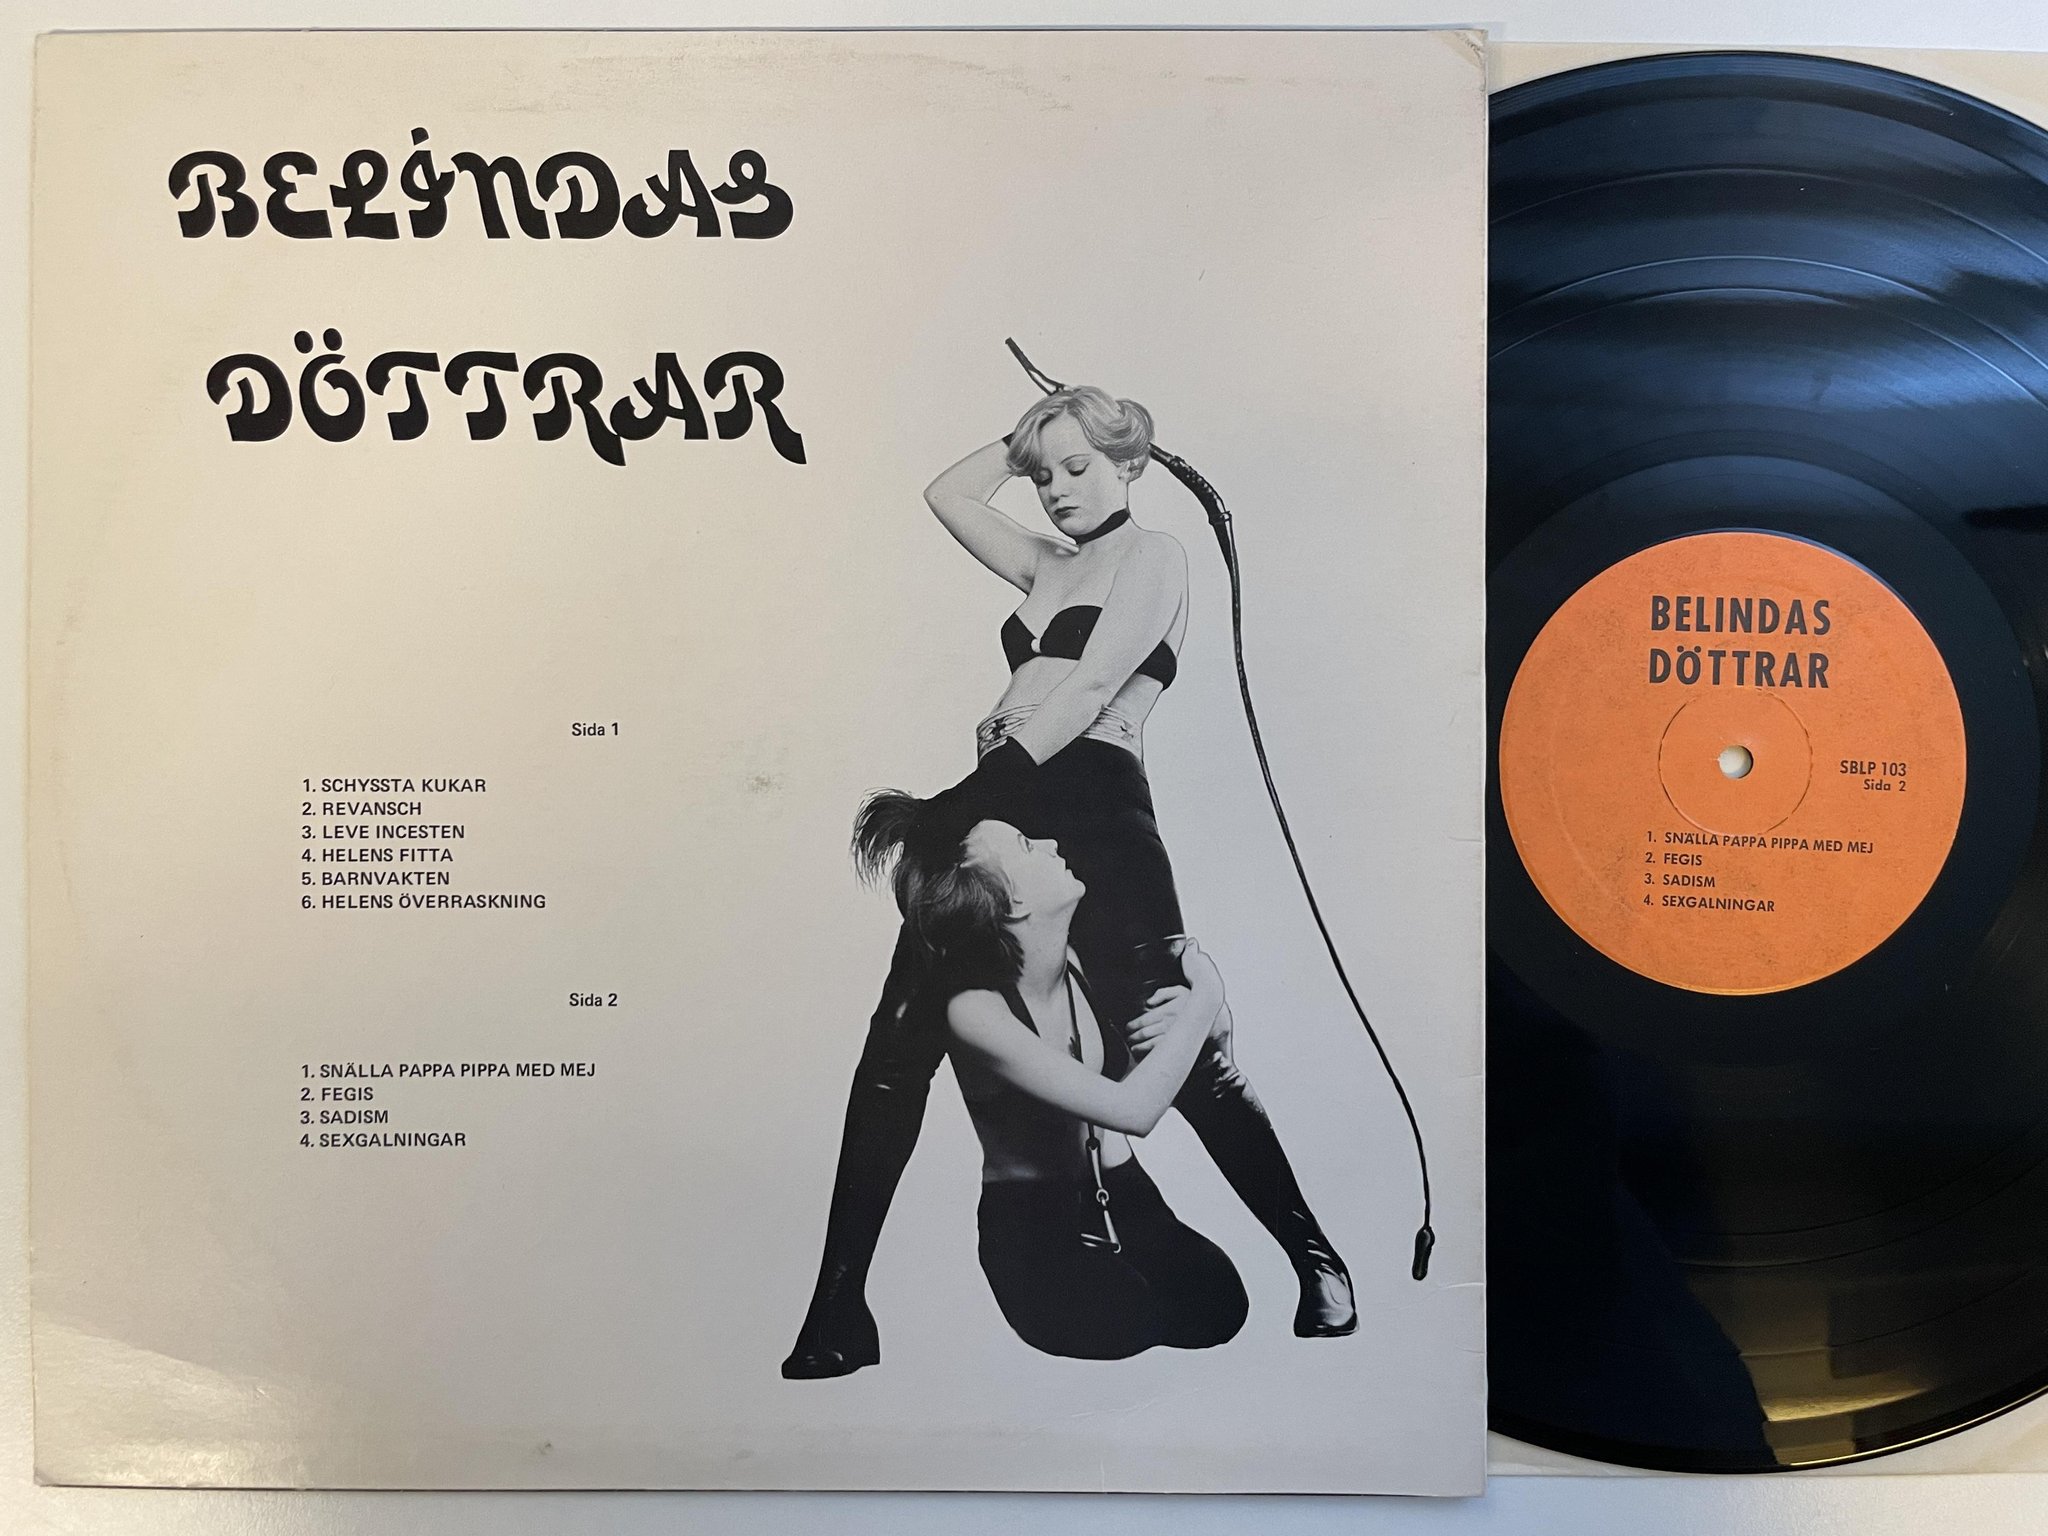 BELINDAS
DÖTTRAR
Sida 1
1. SCHYSSTA KUKAR
2. REVANSCH
3. LEVE INCESTEN
4. HELENS FITTA
5. BARNVAKTEN
6. HELENS ÖVERRASKNING
Sida 2
1. SNÄLLA PAPPA PIPPA MED MEJ
2. FEGIS
3. SADISM
4. SEXGALNINGAR
BELINDAS
DÖTTRAR
SBLP 103
Sida 2
1. SNÄLLA PAPPA PIPPA MED MEJ
2. FEGIS
3. SADISM
4. SEXGALNINGAR